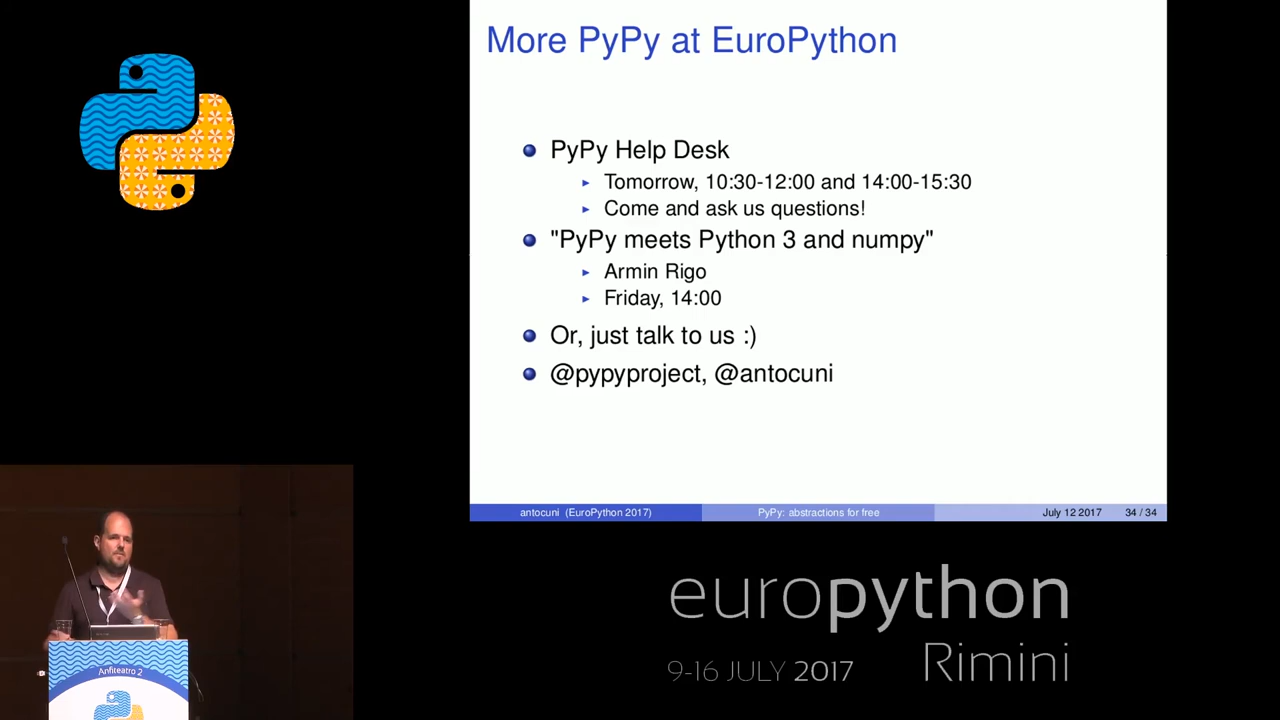 More PyPy at EuroPython
PyPy Help Desk
Tomorrow, 10:30-12:00 and 14:00-15:30
Come and ask us questions!
"PyPy meets Python 3 and numpy"
Armin Rigo
Friday, 14:00
Or, just talk to us :)
@pypyproject, @antocuni
antocuni (EuroPython 2017) PyPy: abstractions for free July 12 2017 34 / 34
Anfiteatro 2
europython
Rimini
9-16 JULY 2017